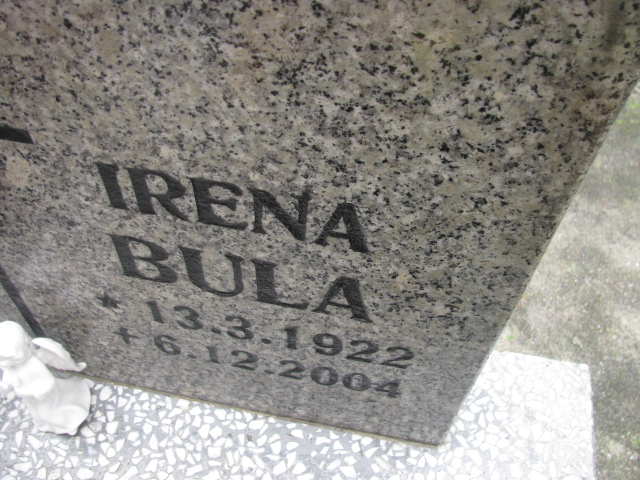 IRENA
BULA
* 13.3.1922
+ 6.12.2004